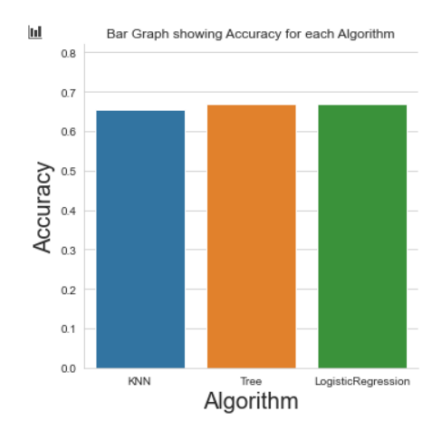 Bar Graph showing Accuracy for each Algorithm
0.8
0.7
0.6
0.5
0.4
0.3
0.2
0.1
0.0
Accuracy
KNN Tree LogisticRegression
Algorithm